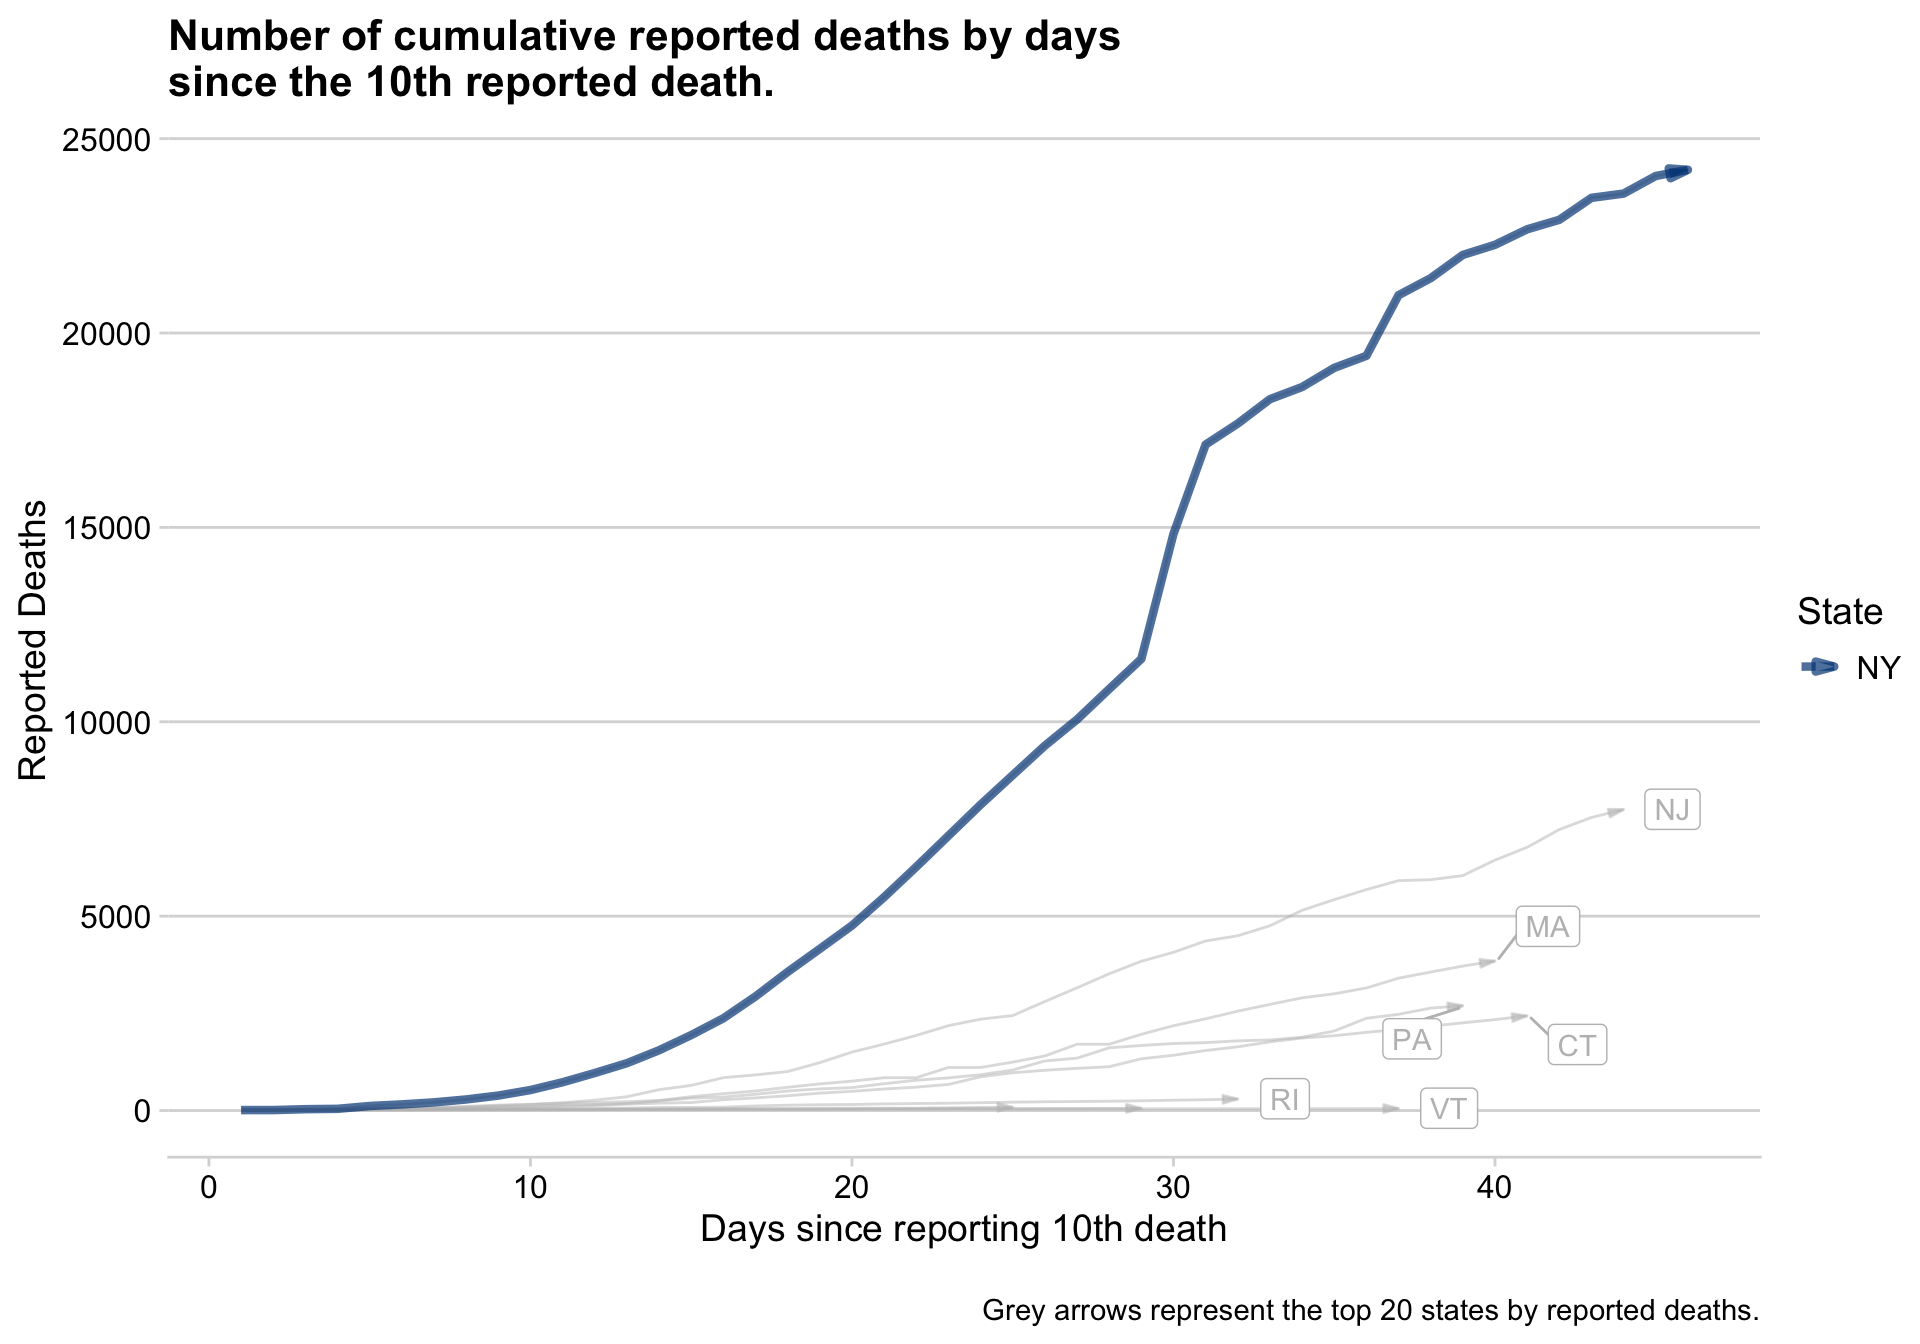 Number of cumulative reported deaths by days
since the 10th reported death.
25000
20000
15000
10000
5000
0
Reported Deaths
NJ
MA
PA
CT
RI
VT
State
NY
0 10 20 30 40
Days since reporting 10th death
Grey arrows represent the top 20 states by reported deaths.